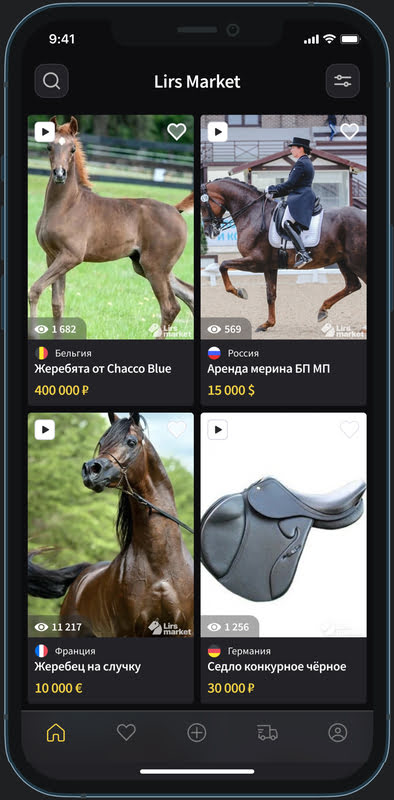 9:41
Lirs Market
1 682
Lirs
market
569
Lirs
market
Бельгия
Жеребята от Chacco Blue
400 000 ₽
Россия
Аренда мерина БП МП
15 000 $
11 217
Lirs
market
1 256
Франция
Жеребец на случку
10 000 €
Германия
Седло конкурное чёрное
30 000 ₽